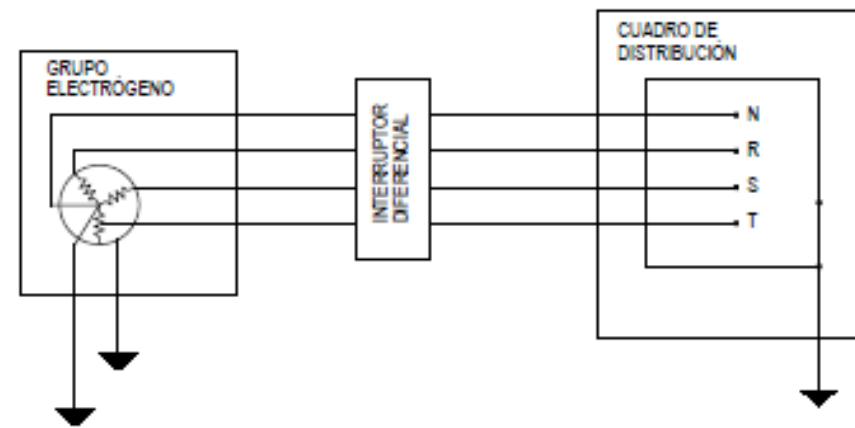 GRUPO
ELECTRÓGENO
INTERRUPTOR
DIFERENCIAL
CUADRO DE
DISTRIBUCIÓN
N
R
S
T